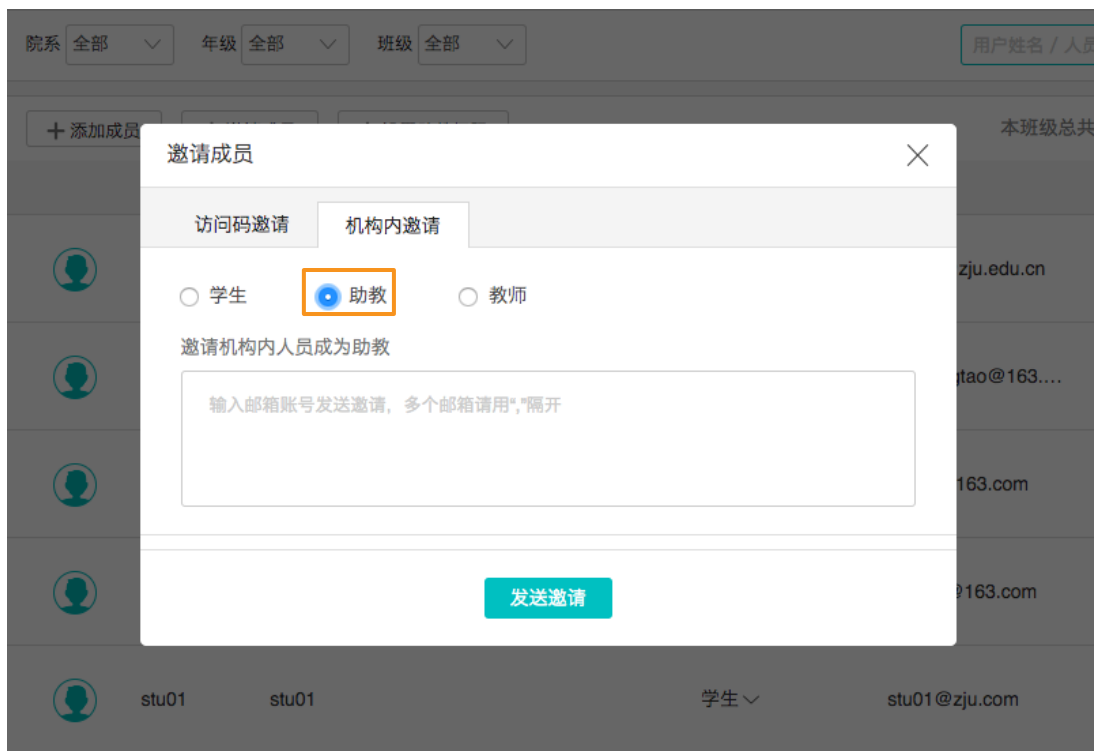 院系 全部 年级 全部 班级 全部 用户姓名 / 人员
添加成员 本班级总共
邀请成员
访问码邀请 机构内邀请
zju.edu.cn
学生 助教 教师
邀请机构内人员成为助教
tao@163....
输入邮箱账号发送邀请，多个邮箱请用“,”隔开
163.com
@163.com
发送邀请
stu01 stu01 学生 stu01@zju.com